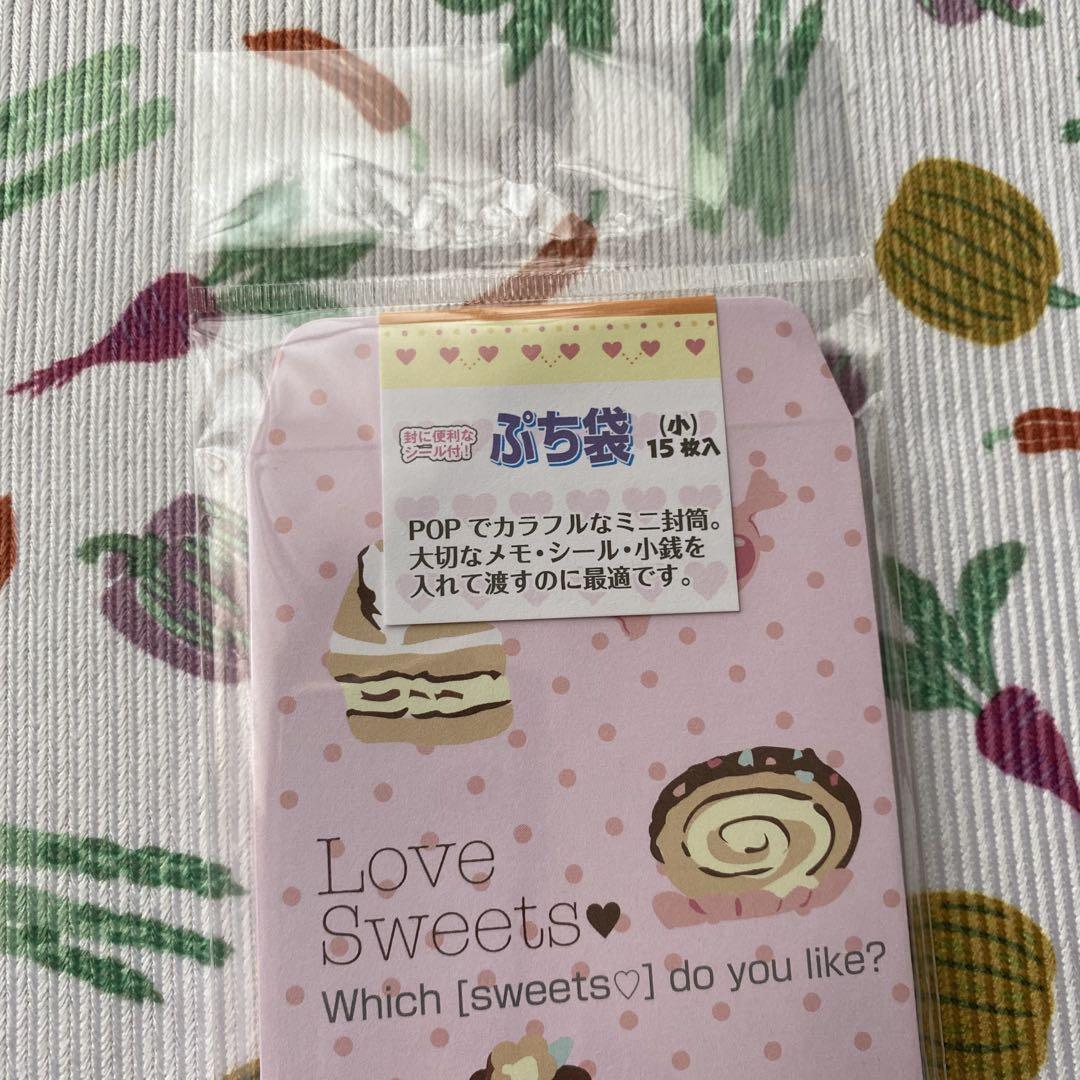 封に便利な
シール付!
ぷち袋
(小)
15枚入
POPでカラフルなミニ封筒。
大切なメモ・シール・小銭を
入れて渡すのに最適です。
Love
Sweets♥
Which [sweets♡] do you like?